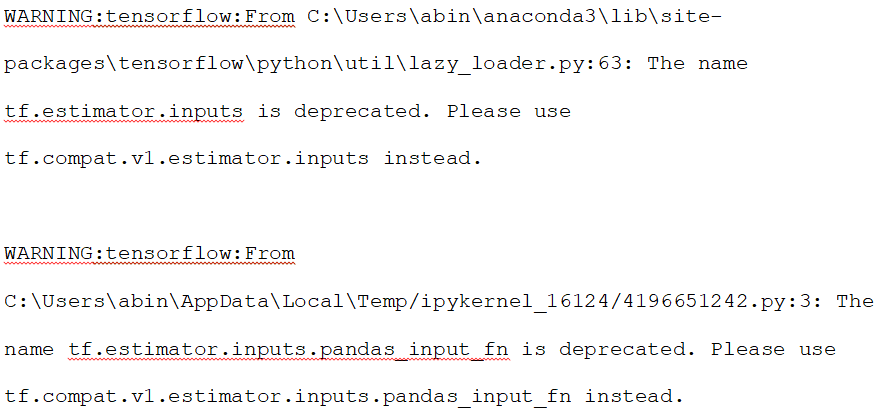 WARNING:tensorflow:From C:\Users\abin\anaconda3\lib\site-
packages\tensorflow\python\util\lazy_loader.py:63: The name
tf.estimator.inputs is deprecated. Please use
tf.compat.v1.estimator.inputs instead.
WARNING:tensorflow:From
C:\Users\abin\AppData\Local\Temp/ipykernel_16124/4196651242.py:3: The
name tf.estimator.inputs.pandas_input_fn is deprecated. Please use
tf.compat.v1.estimator.inputs.pandas_input_fn instead.